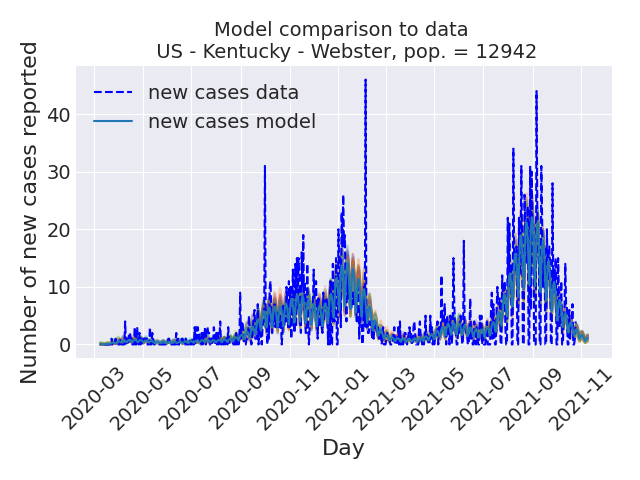 Model comparison to data
US - Kentucky - Webster, pop. = 12942
Number of new cases reported
40
30
20
10
0
new cases data
new cases model
2020-03
2020-05
2020-07
2020-09
2020-11
2021-01
2021-03
2021-05
2021-07
2021-09
2021-11
Day